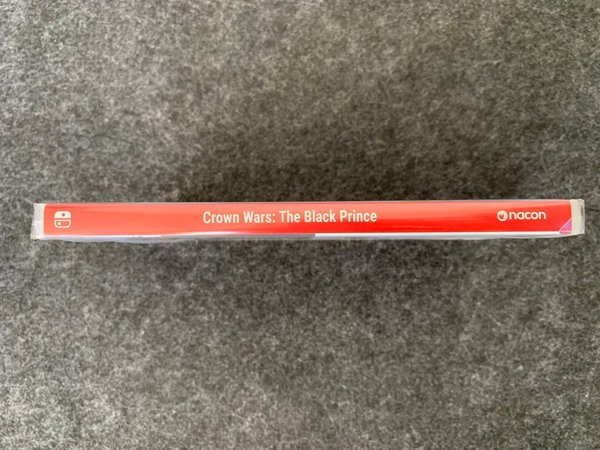 Crown Wars: The Black Prince
nacon